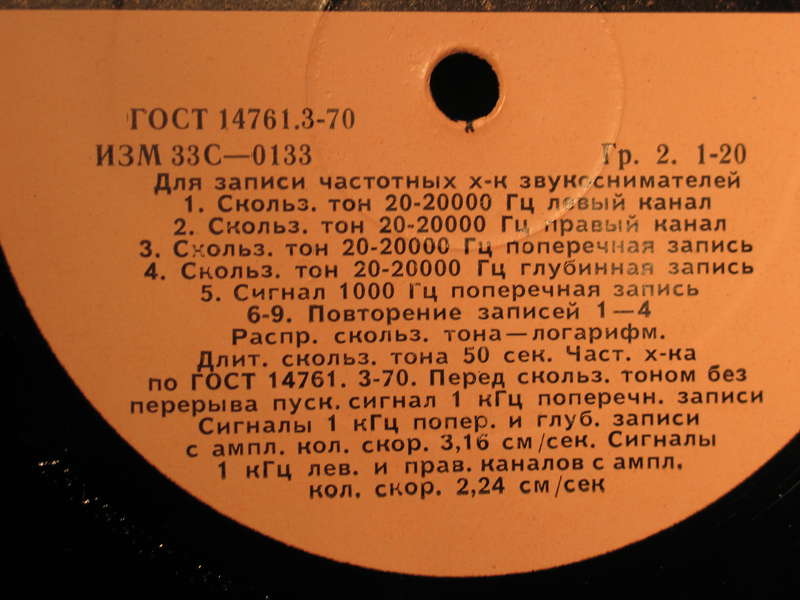 ГОСТ 14761.3-70
ИЗМ 33С—0133 Гр. 2. 1-20
Для записи частотных х-к звукоснимателей
1. Скольз. тон 20-20000 Гц левый канал
2. Скольз. тон 20-20000 Гц правый канал
3. Скользь. тон 20-20000 Гц поперечная запись
4. Скольз. тон 20-20000 Гц глубинная запись
5. Сигнал 1000 Гц поперечная запись
6-9. Повторение записей 1—4
Распр. скольз. тона—логарифм.
Длит. скольз. тона 50 сек. Част. х-ка
по ГОСТ 14761. 3-70. Перед скольз. тоном без
перерыва пуск. сигнал 1 кГц поперечн. записи
Сигналы 1 кГц попер. и глуб. записи
с ампл. кол. скор. 3,16 см/сек. Сигналы
1 кГц лев. и прав. каналов с ампл.
кол. скор. 2,24 см/сек